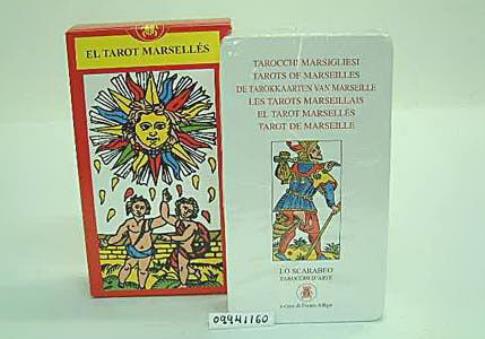 EL TAROT MARSELLÉS
TAROCCHI MARSIGLIESI
TAROTS OF MARSEILLES
DE TAROKKAARTEN VAN MARSEILLE
LES TAROTS MARSEILLAIS
EL TAROT MARSELLÉS
TAROT DE MARSEILLE
LO SCARABEO
TAROCCHI D'ARTE
09941160